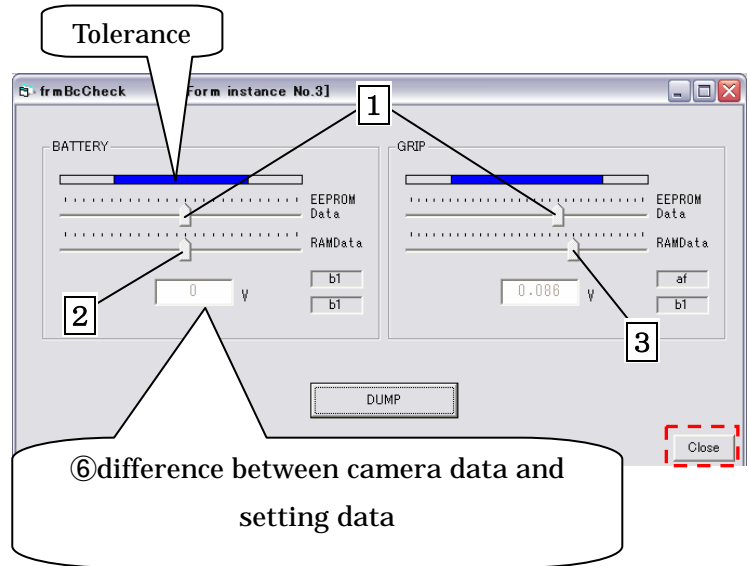 Tolerance
frmBcCheck [Form instance No.3]
1
BATTERY
GRIP
EEPROM
Data
EEPROM
Data
RAMData
RAMData
2
0 V
b1
b1
0.086 V
af
b1
3
DUMP
Close
⑥difference between camera data and
setting data